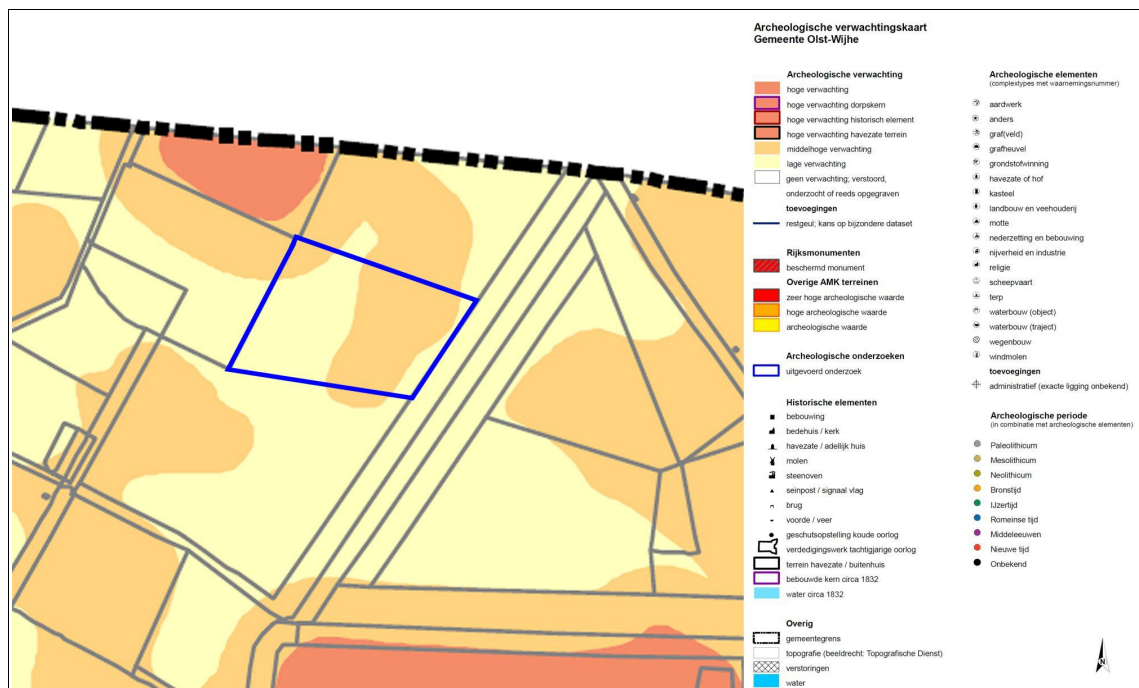 Archeologische verwachtingskaart
Gemeente Olst-Wijhe
Archeologische verwachting
hoge verwachting
hoge verwachting dorpskern
hoge verwachting historisch element
hoge verwachting havezate terrein
middelhoge verwachting
lage verwachting
geen verwachting; verstoord,
onderzocht of reeds opgegraven
toevoegingen
restgeul; kans op bijzondere dataset
Rijksmonumenten
beschermd monument
Overige AMK terreinen
zeer hoge archeologische waarde
hoge archeologische waarde
archeologische waarde
Archeologische onderzoeken
uitgevoerd onderzoek
Historische elementen
bebouwing
bedehuis / kerk
havezate / adellijk huis
molen
steenoven
seinpost / signaal vlag
brug
voorde / veer
geschutsopstelling koude oorlog
verdedigingswerk tachtigjarige oorlog
terrein havezate / buitenhuis
bebouwde kern circa 1832
water circa 1832
Overig
gemeentegrens
topografie (beeldrecht: Topografische Dienst)
verstoringen
water
Archeologische elementen
(complextypes met waarnemingsnummer)
aardwerk
anders
graf(veld)
grafheuvel
grondstofwinning
havezate of hof
kasteel
landbouw en veehouderij
motte
nederzetting en bebouwing
nijverheid en industrie
religie
scheepvaart
terp
waterbouw (object)
waterbouw (traject)
wegenbouw
windmolen
toevoegingen
administratief (exacte ligging onbekend)
Archeologische periode
(in combinatie met archeologische elementen)
Paleolithicum
Mesolithicum
Neolithicum
Bronstijd
IJzertijd
Romeinse tijd
Middeleeuwen
Nieuwe tijd
Onbekend
N